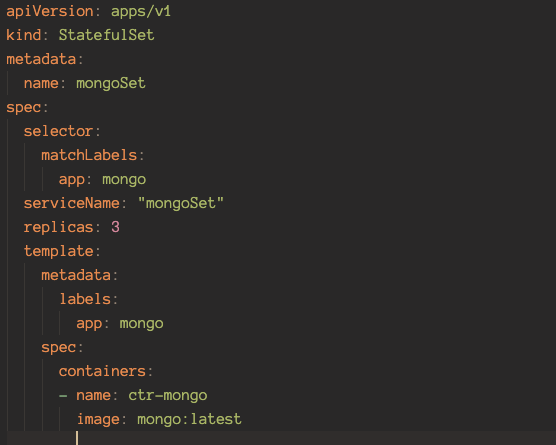 apiVersion: apps/v1
kind: StatefulSet
metadata:
  name: mongoSet
spec:
  selector:
    matchLabels:
      app: mongo
  serviceName: "mongoSet"
  replicas: 3
  template:
    metadata:
      labels:
        app: mongo
    spec:
      containers:
      - name: ctr-mongo
        image: mongo:latest